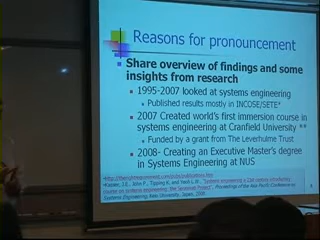 Reasons for pronouncement
Share overview of findings and some
insights from research
1995-2007 looked at systems engineering
Published results mostly in INCOSE/SETE*
2007 Created world's first immersion course in
systems engineering at Cranfield University **
Funded by a grant from The Leverhulme Trust
2008- Creating an Executive Master's degree
in Systems Engineering at NUS
Systems Engineering